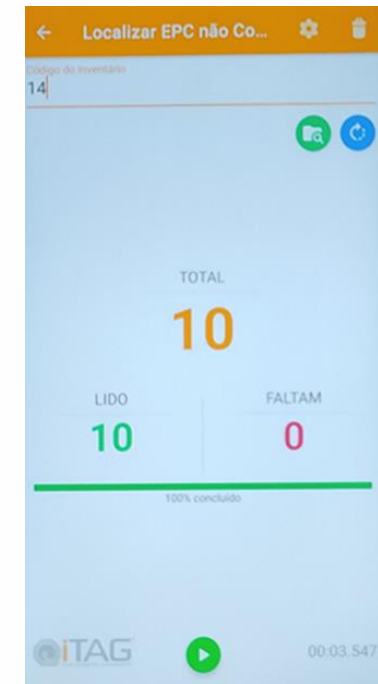 Localizar EPC não Co...
Código do Inventário
14
TOTAL
10
LIDO
FALTAM
10
0
100% concluído
iTAG
00:03.547